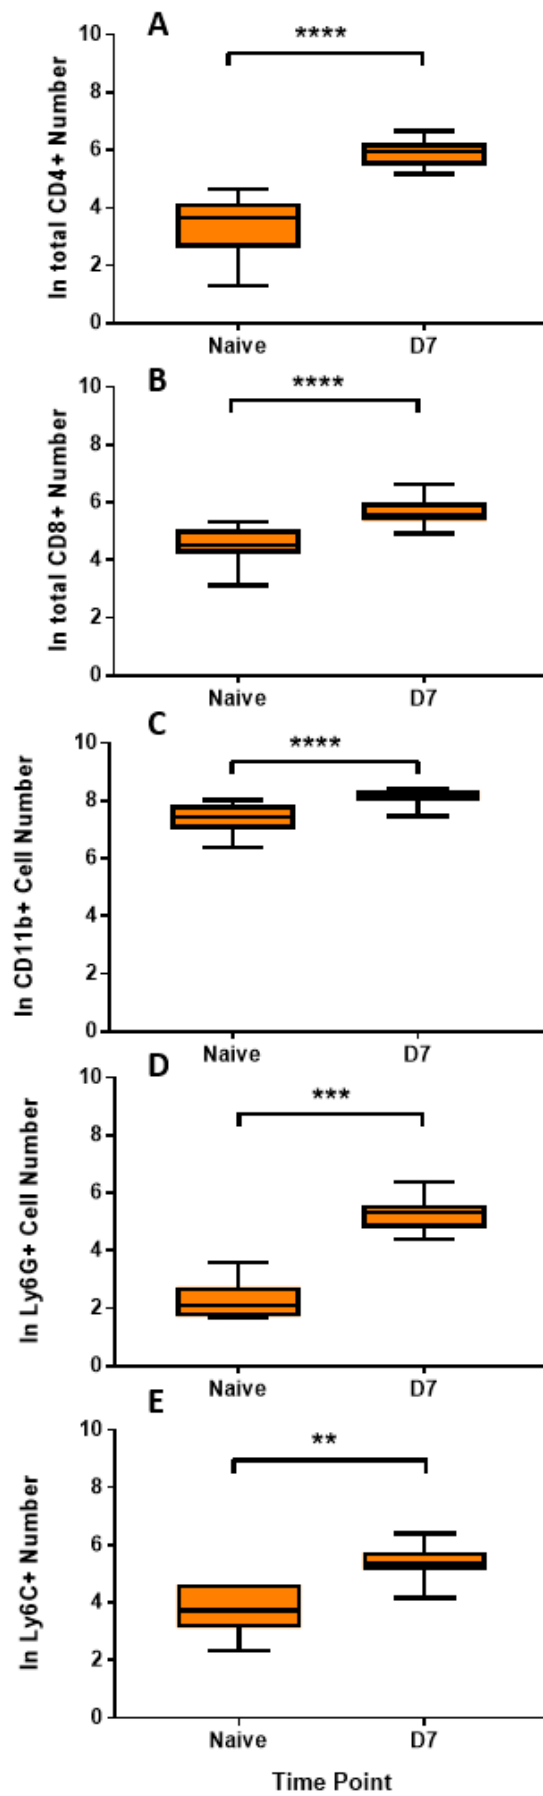 A
****
10
8
6
4
2
0
ln total CD4+ Number
Naive D7
B
****
10
8
6
4
2
0
ln total CD8+ Number
Naive D7
C
****
10
8
6
4
2
0
ln CD11b+ Cell Number
Naive D7
D
***
10
8
6
4
2
0
ln Ly6G+ Cell Number
Naive D7
E
**
10
8
6
4
2
0
ln Ly6C+ Number
Naive D7
Time Point